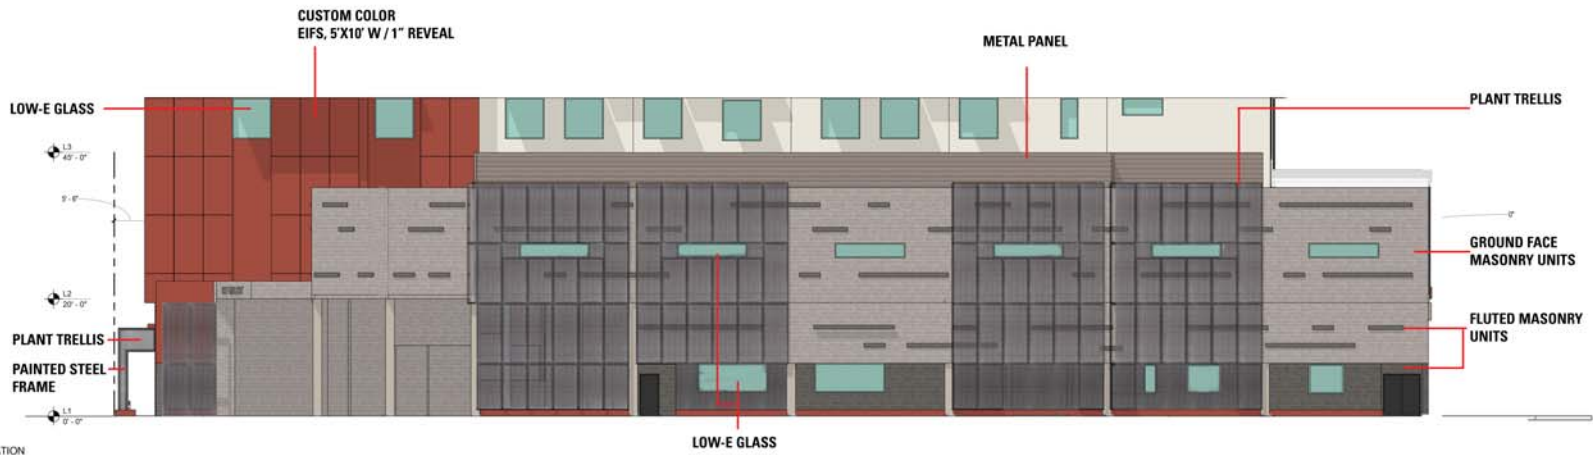 CUSTOM COLOR
EIFS, 5'X10' W / 1" REVEAL
METAL PANEL
LOW-E GLASS
PLANT TRELLIS
L3
45' - 0"
5' - 6"
0"
GROUND FACE
MASONRY UNITS
L2
20' - 0"
FLUTED MASONRY
UNITS
PLANT TRELLIS
PAINTED STEEL
FRAME
L1
0' - 0"
LOW-E GLASS
TION